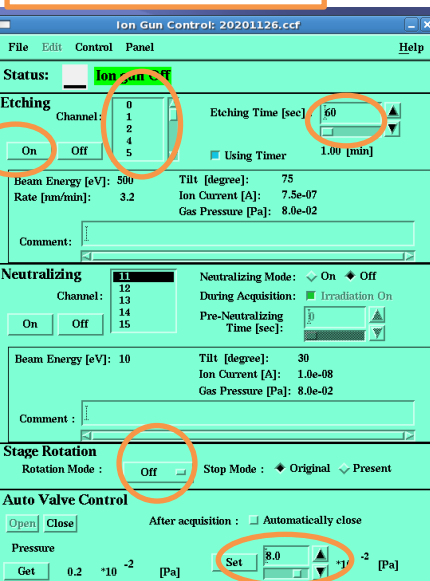 Ion Gun Control: 20201126.ccf
File Edit Control Panel Help
Status: Ion gun Off
Etching
Channel:
0
1
2
4
5
Etching Time [sec]: 60
On Off
Using Timer 1.00 [min]
Beam Energy [eV]: 500 Tilt [degree]: 75
Rate [nm/min]: 3.2 Ion Current [A]: 7.5e-07
Gas Pressure [Pa]: 8.0e-02
Comment:
Neutralizing
Channel:
11
12
13
14
15
On Off
Neutralizing Mode: On Off
During Acquisition: Irradiation On
Pre-Neutralizing Time [sec]: 0
Beam Energy [eV]: 10 Tilt [degree]: 30
Ion Current [A]: 1.0e-08
Gas Pressure [Pa]: 8.0e-02
Comment :
Stage Rotation
Rotation Mode : Off Stop Mode : Original Present
Auto Valve Control
Open Close After acquisition : Automatically close
Pressure
Get 0.2 *10 -2 [Pa] Set 8.0 *10 -2 [Pa]